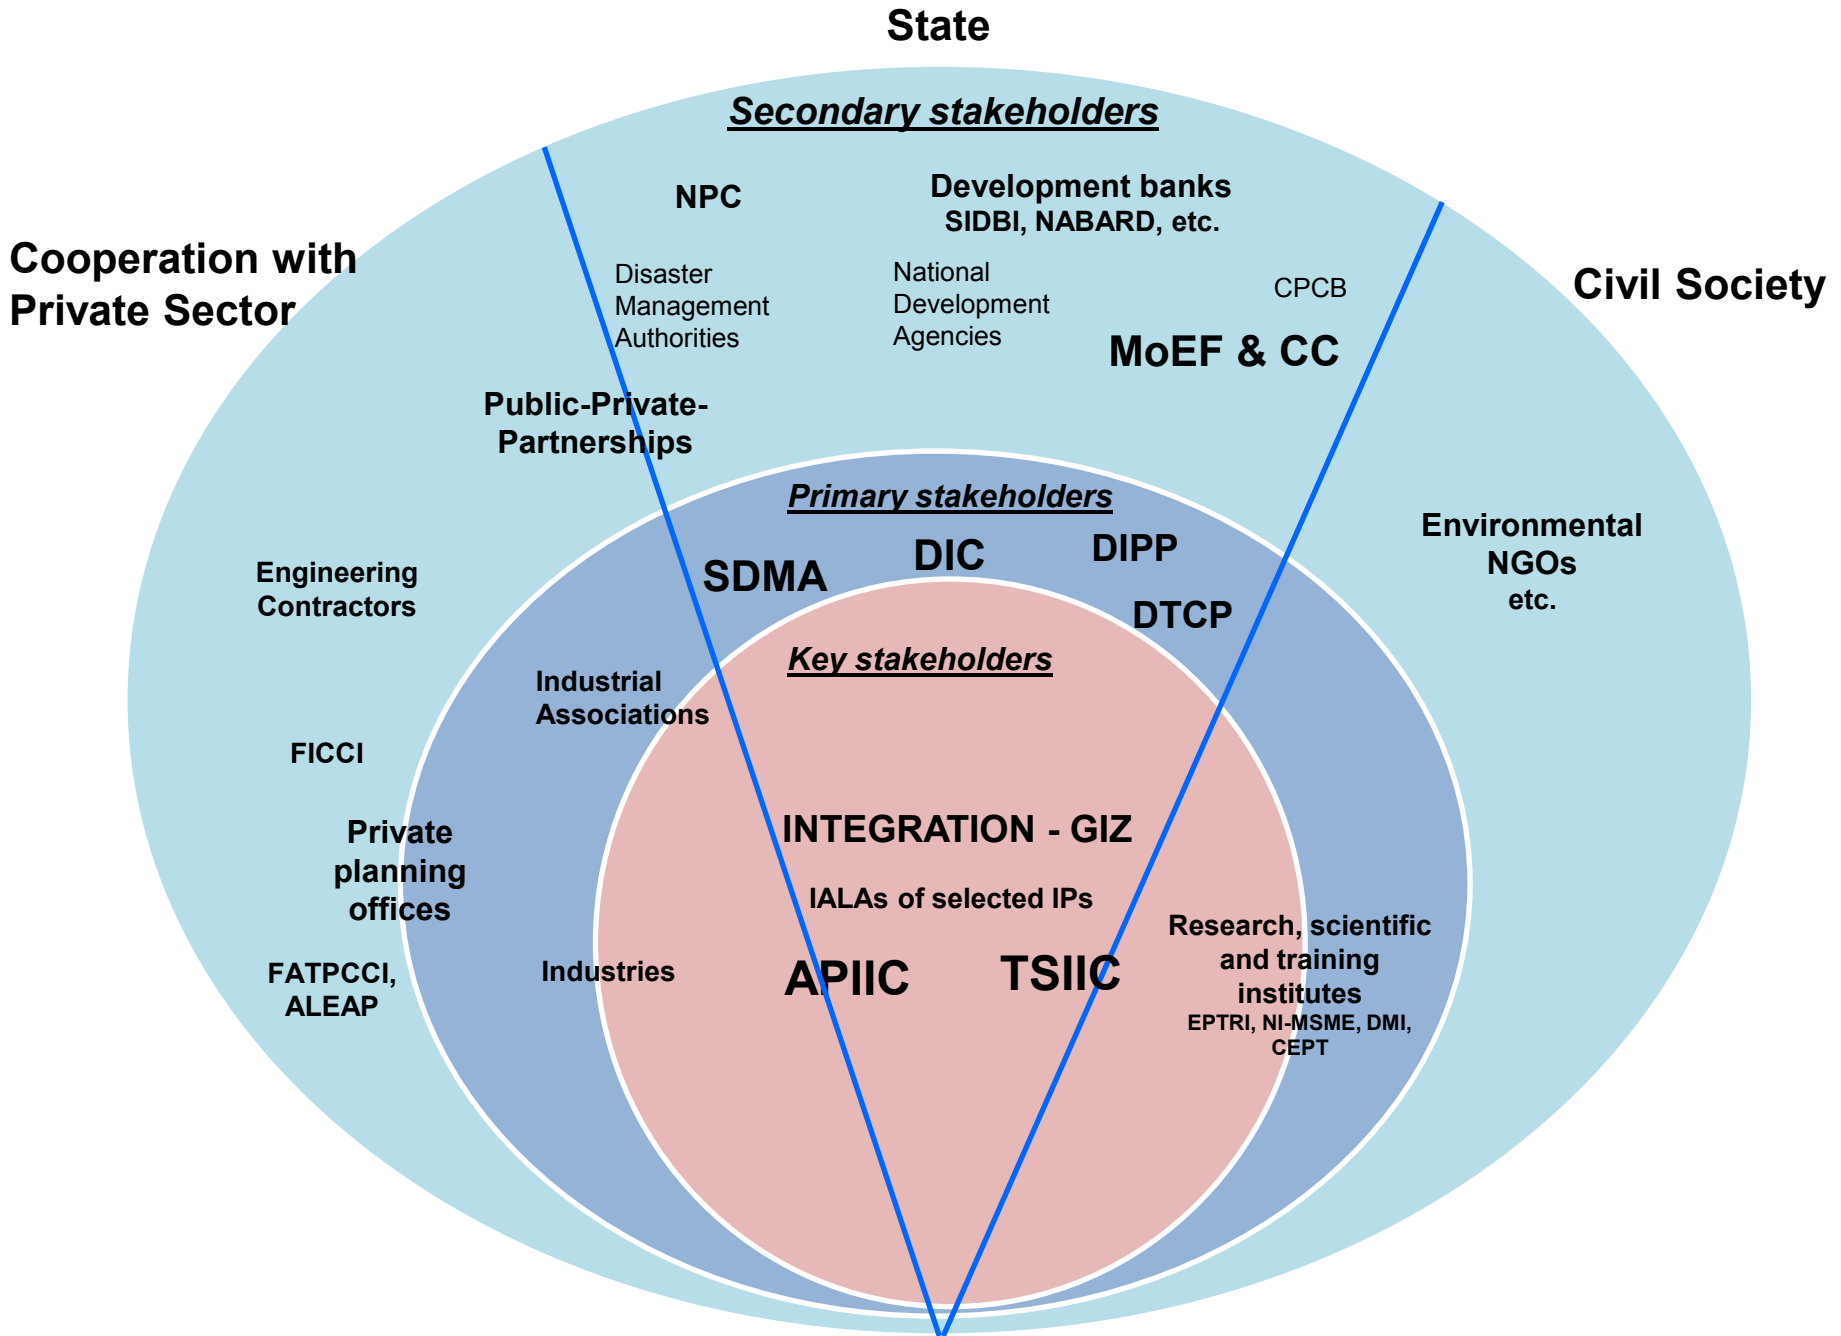 State
Secondary stakeholders
NPC
Development banks
SIDBI, NABARD, etc.
Cooperation with
Private Sector
Disaster
Management
Authorities
National
Development
Agencies
CPCB
MoEF & CC
Civil Society
Public-Private-
Partnerships
Primary stakeholders
SDMA
DIC
DIPP
DTCP
Environmental
NGOs
etc.
Engineering
Contractors
Key stakeholders
Industrial
Associations
FICCI
Private
planning
offices
INTEGRATION - GIZ
IALAs of selected IPs
FATPCCI,
ALEAP
Industries
APIIC
TSIIC
Research, scientific
and training
institutes
EPTRI, NI-MSME, DMI,
CEPT